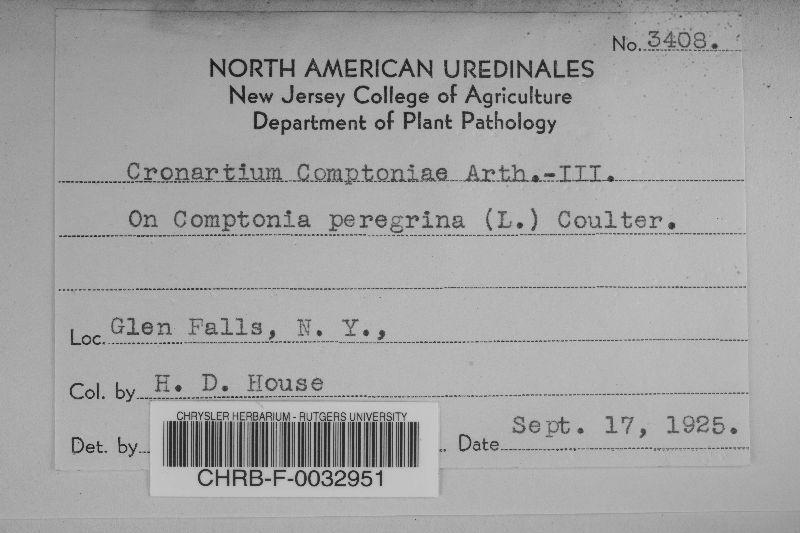 No. 3408.
NORTH AMERICAN UREDINALES
New Jersey College of Agriculture
Department of Plant Pathology
Cronartium Comptoniae Arth.-III.
On Comptonia peregrina (L.) Coulter.
Loc. Glen Falls, N. Y.,
Col. by H. D. House
Det. by Date Sept. 17, 1925.
CHRYSLER HERBARIUM - RUTGERS UNIVERSITY
CHRB-F-0032951